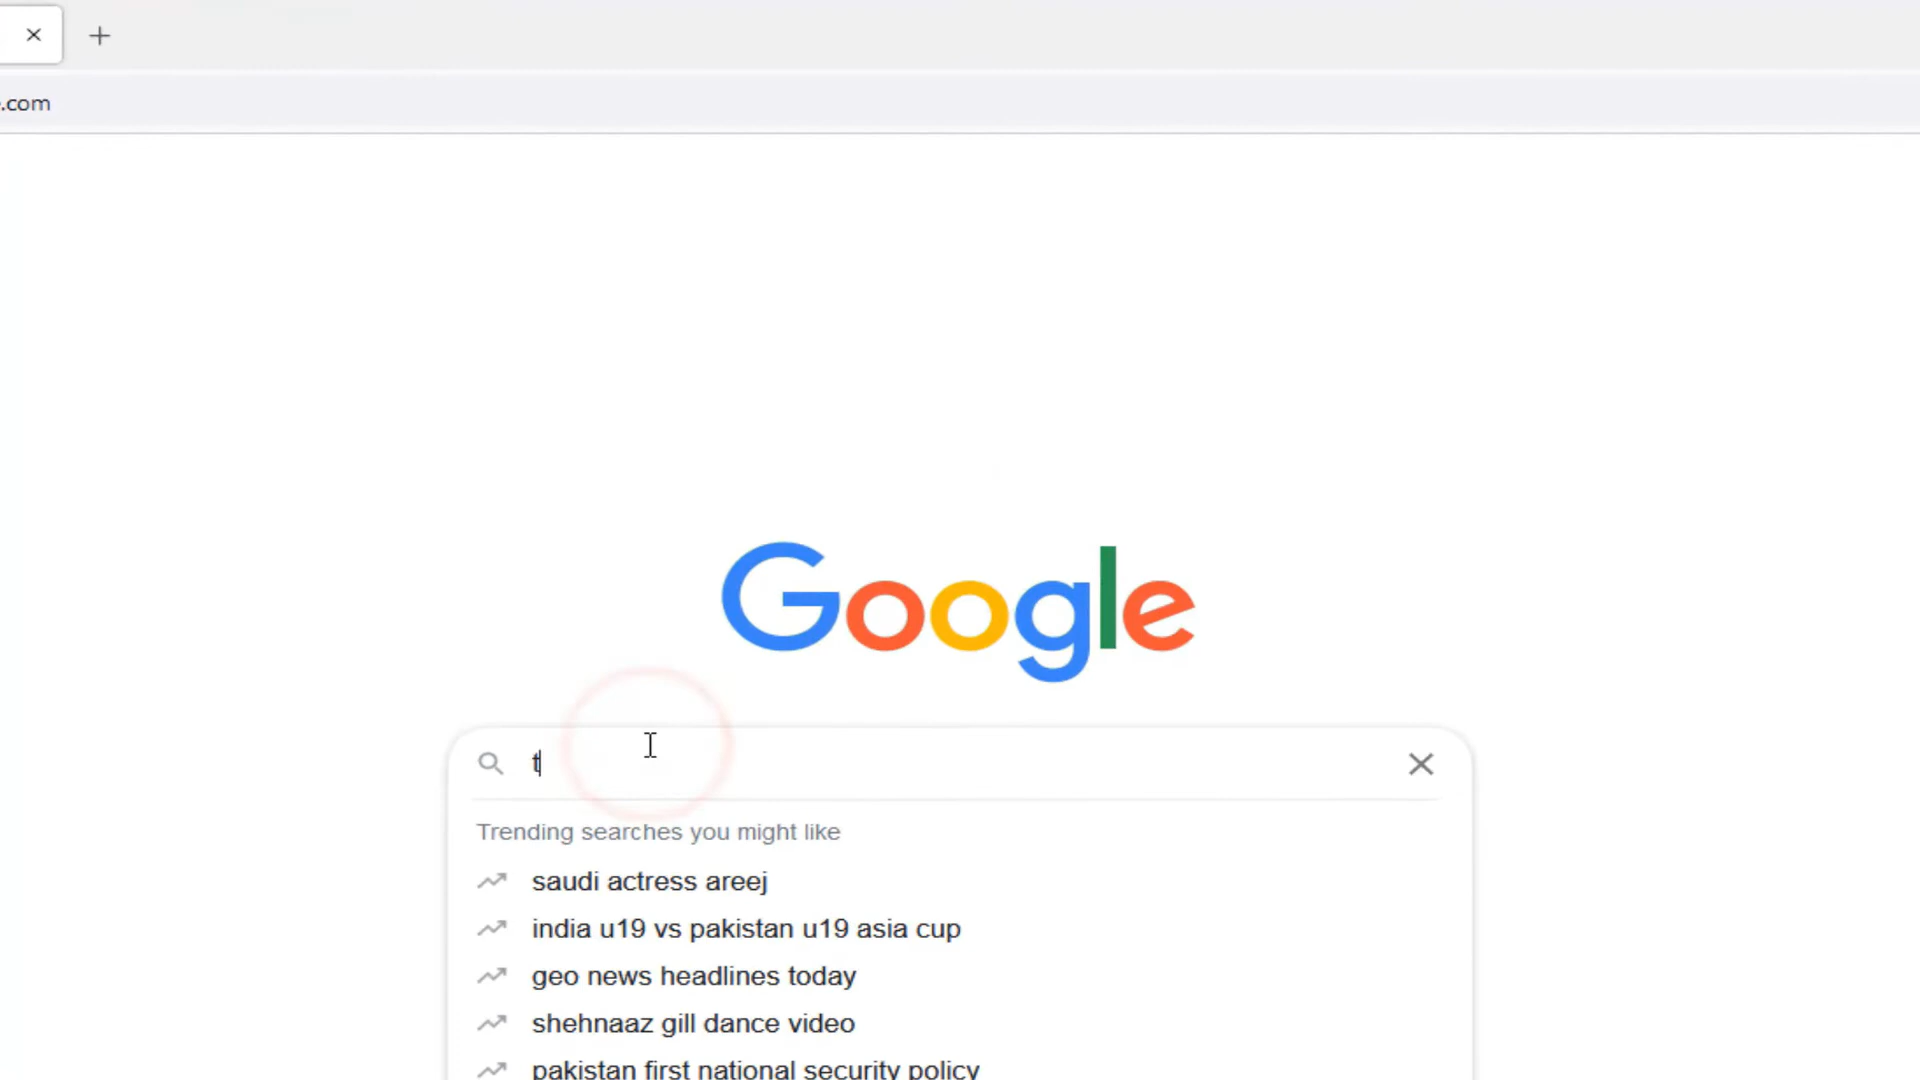 .com
Google
t
Trending searches you might like
saudi actress areej
india u19 vs pakistan u19 asia cup
geo news headlines today
shehnaaz gill dance video
pakistan first national security policy